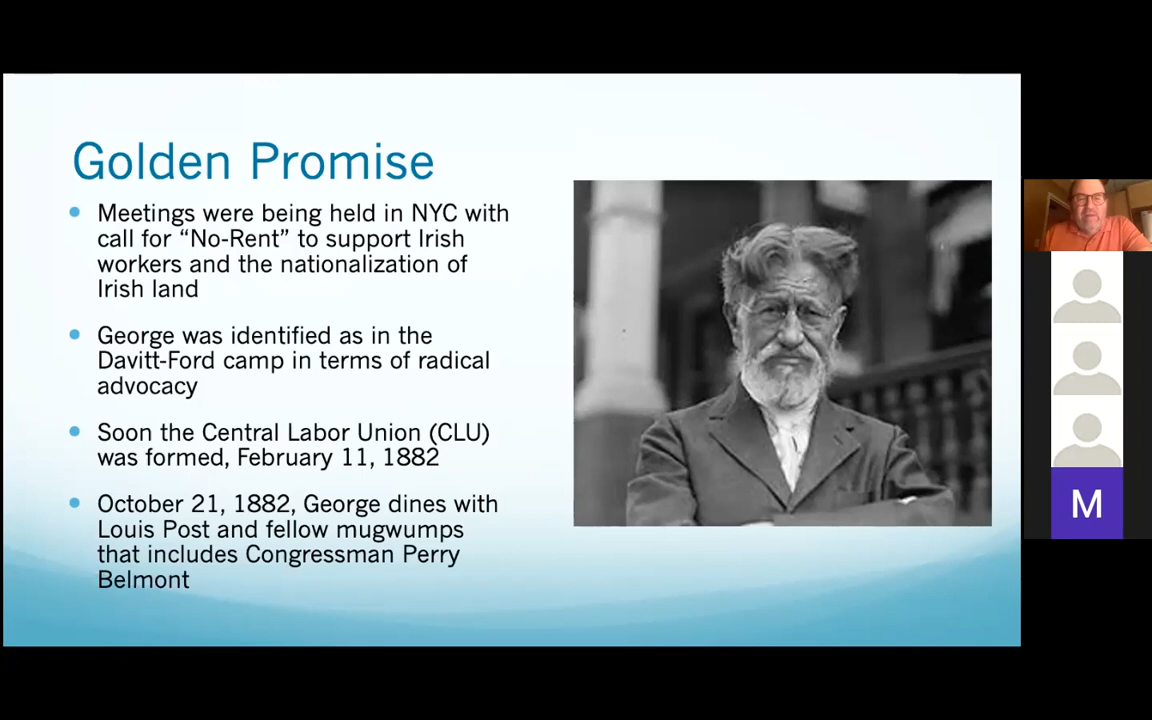 Golden Promise
Meetings were being held in NYC with
call for “No-Rent” to support Irish
workers and the nationalization of
Irish land
George was identified as in the
Davitt-Ford camp in terms of radical
advocacy
Soon the Central Labor Union (CLU)
was formed, February 11, 1882
October 21, 1882, George dines with
Louis Post and fellow mugwumps
that includes Congressman Perry
Belmont
M